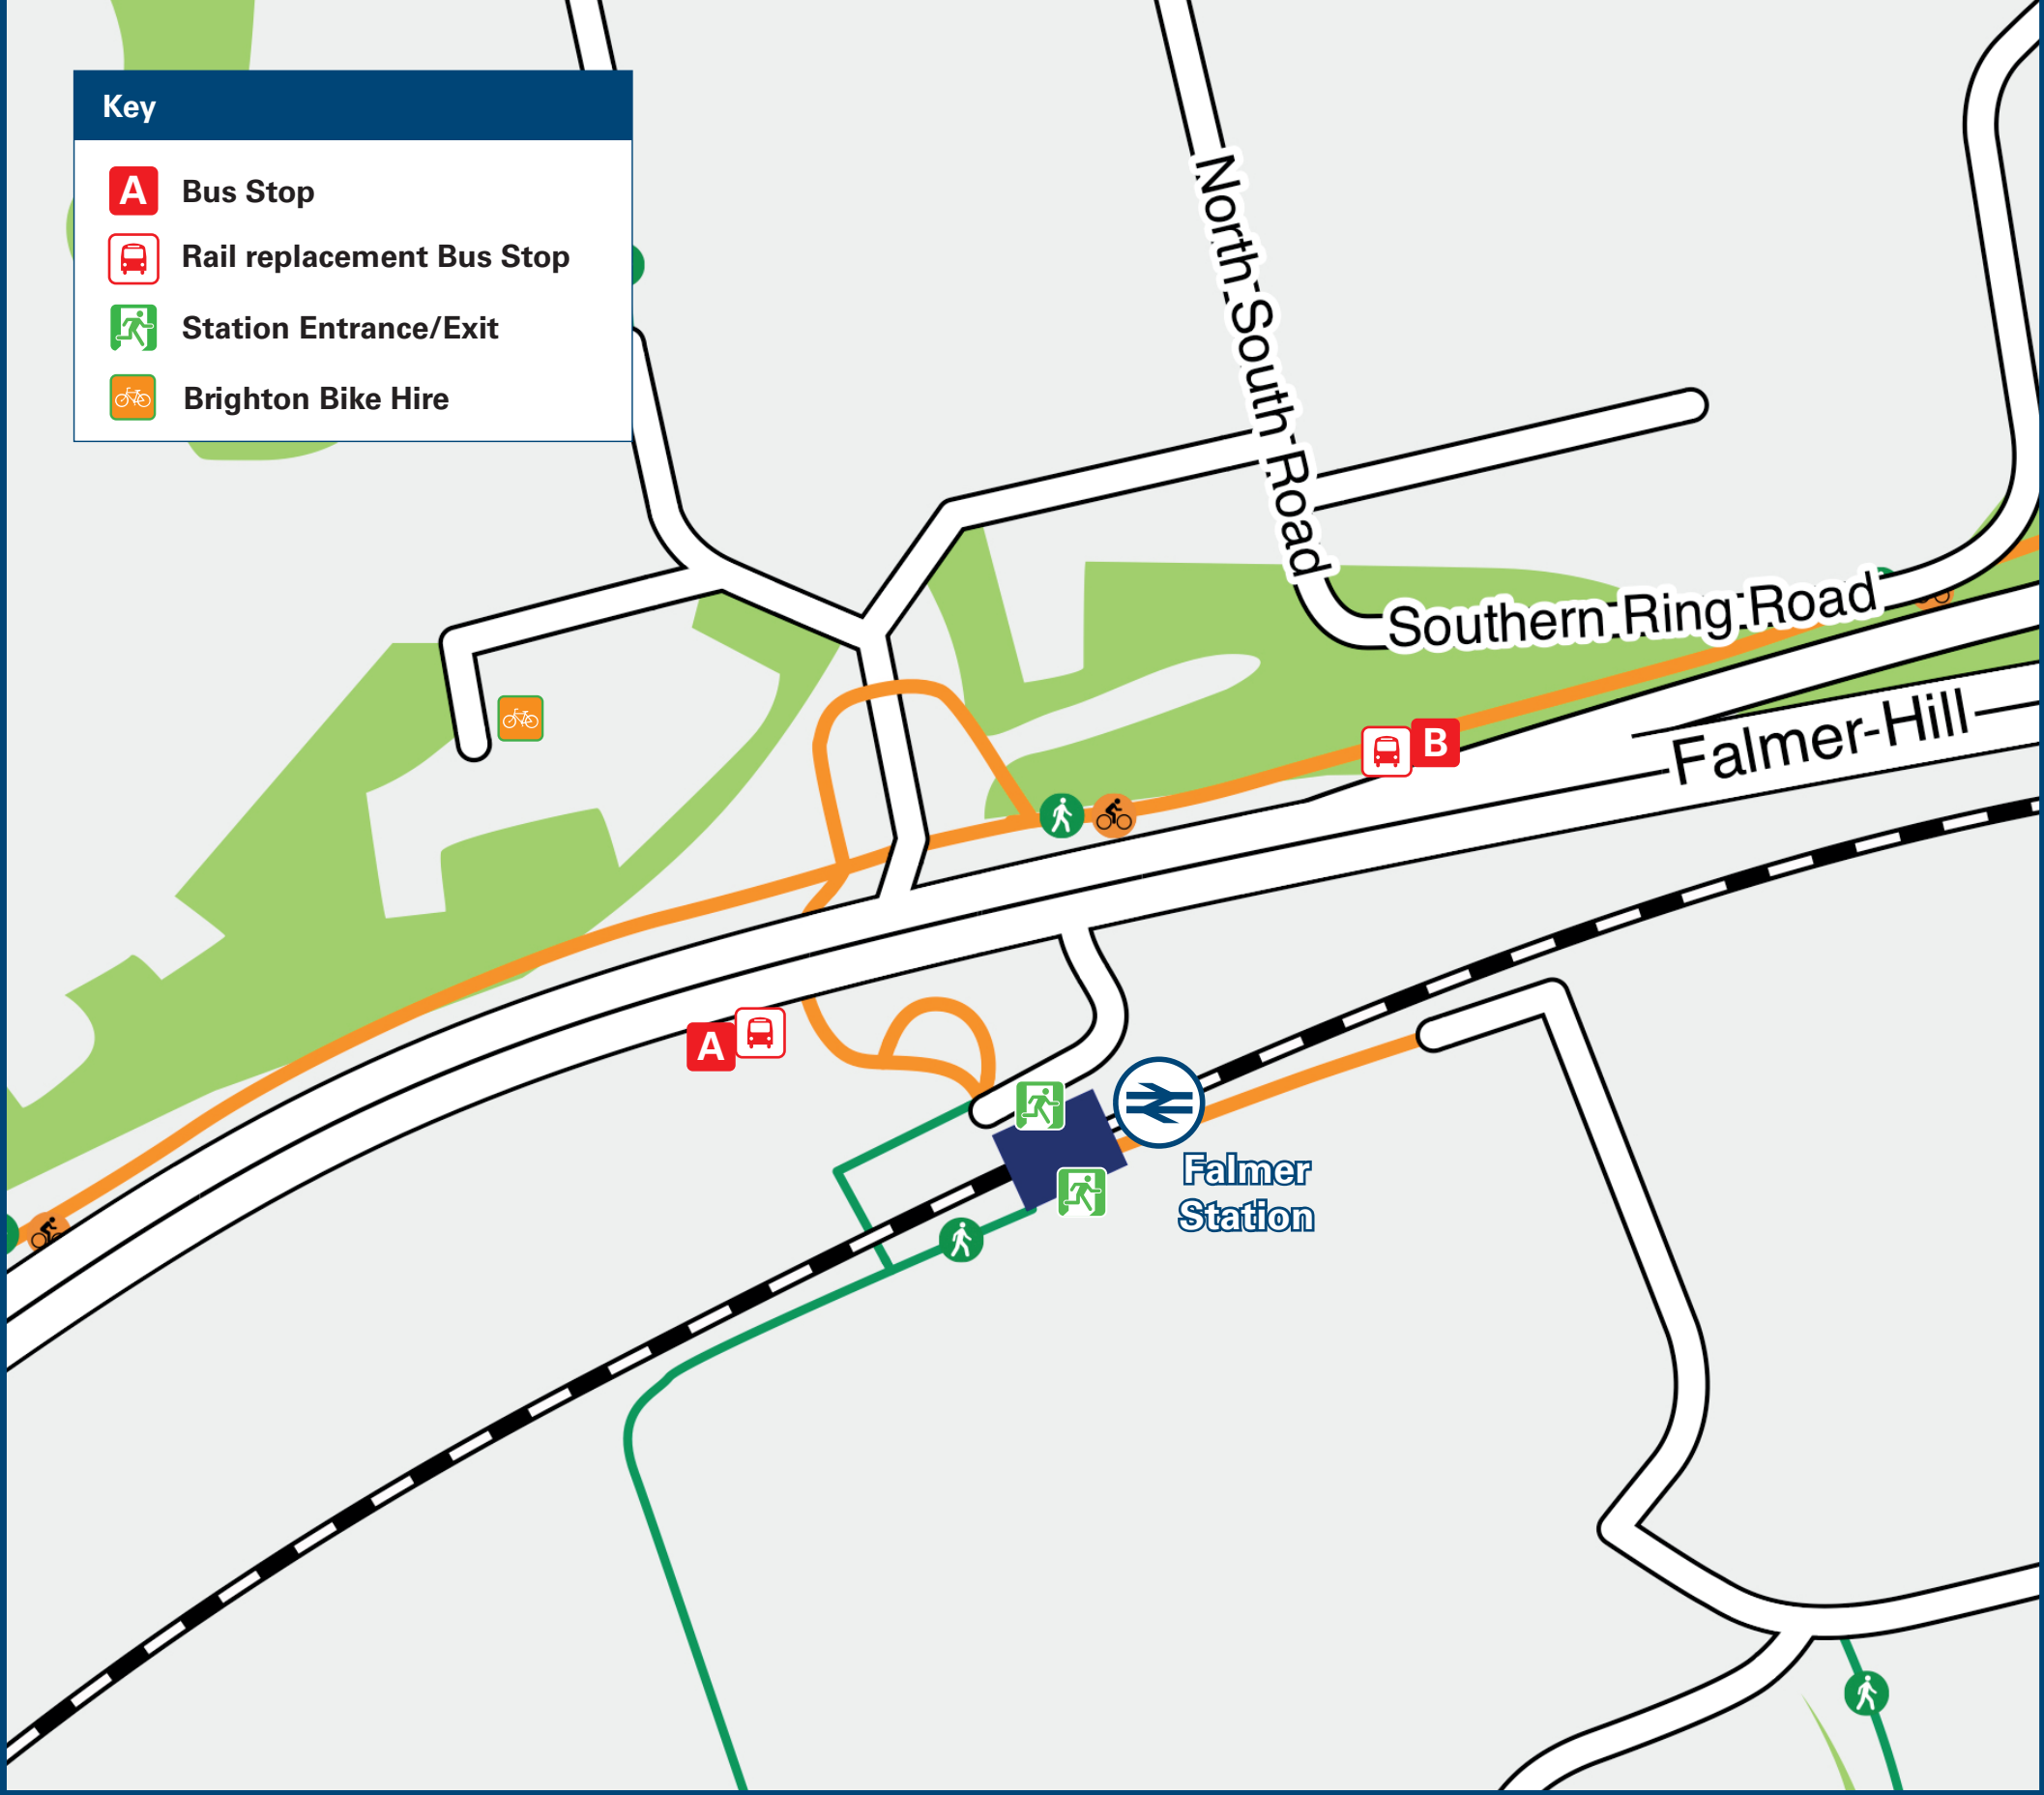 Key
A Bus Stop
Rail replacement Bus Stop
Station Entrance/Exit
Brighton Bike Hire
North-South-Road
Southern Ring Road
B
Falmer-Hill
A
Falmer
Station